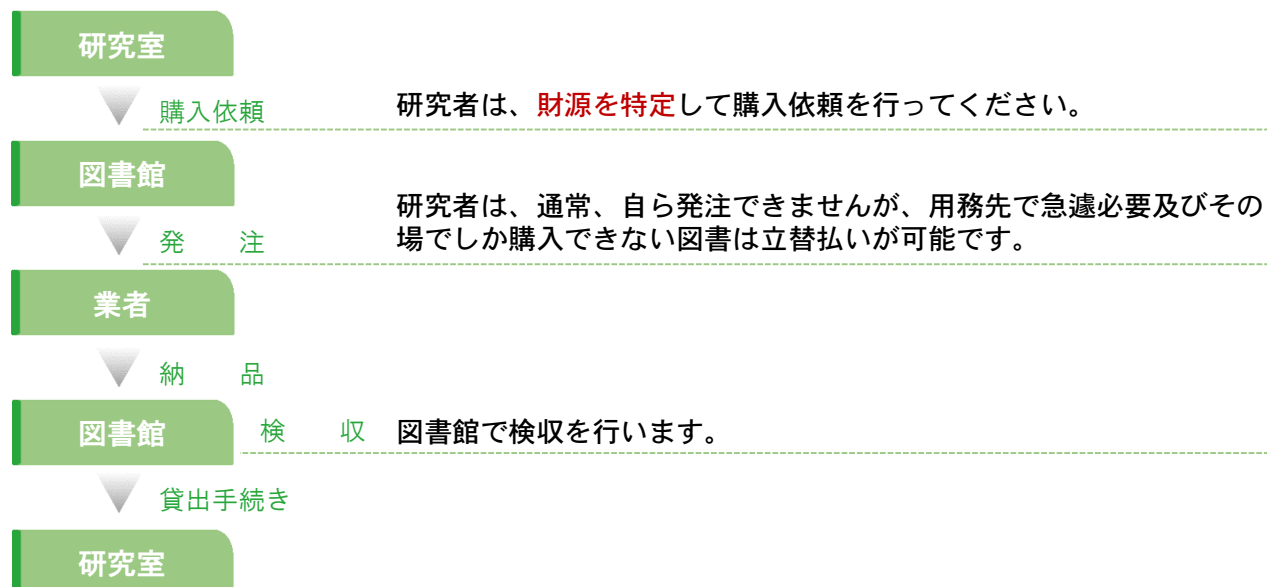 研究室
購入依頼
研究者は、財源を特定して購入依頼を行ってください。
図書館
研究者は、通常、自ら発注できませんが、用務先で急遽必要及びその
場でしか購入できない図書は立替払いが可能です。
発　　注
業者
納　　品
図書館
検　　収
図書館で検収を行います。
貸出手続き
研究室